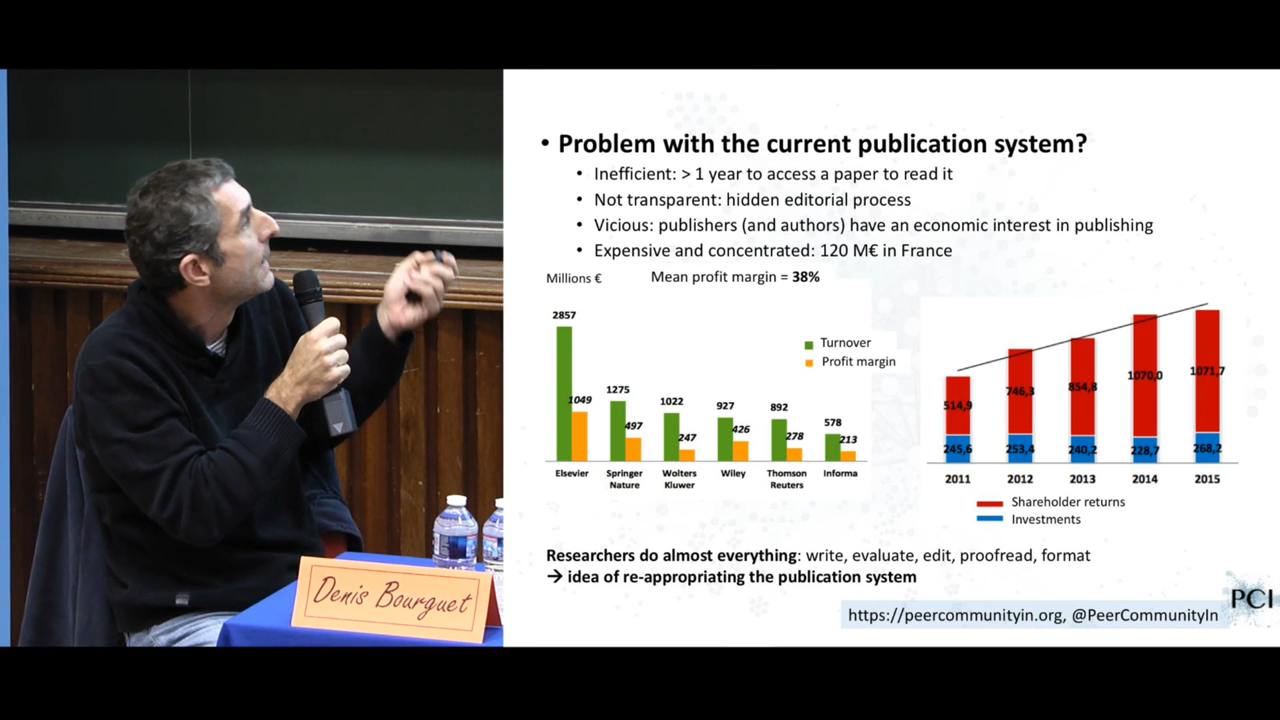 • Problem with the current publication system?
• Inefficient: > 1 year to access a paper to read it
• Not transparent: hidden editorial process
• Vicious: publishers (and authors) have an economic interest in publishing
• Expensive and concentrated: 120 M€ in France
Millions €
Mean profit margin = 38%
2857
1049
1275
497
1022
247
927
426
892
278
578
213
Turnover
Profit margin
Elsevier
Springer
Nature
Wolters
Kluwer
Wiley
Thomson
Reuters
Informa
514,9
746,3
854,8
1070,0
1071,7
245,6
253,4
240,2
228,7
268,2
2011
2012
2013
2014
2015
Shareholder returns
Investments
Researchers do almost everything: write, evaluate, edit, proofread, format
→ idea of re-appropriating the publication system
PCI
https://peercommunityin.org, @PeerCommunityIn
Denis Bourguet